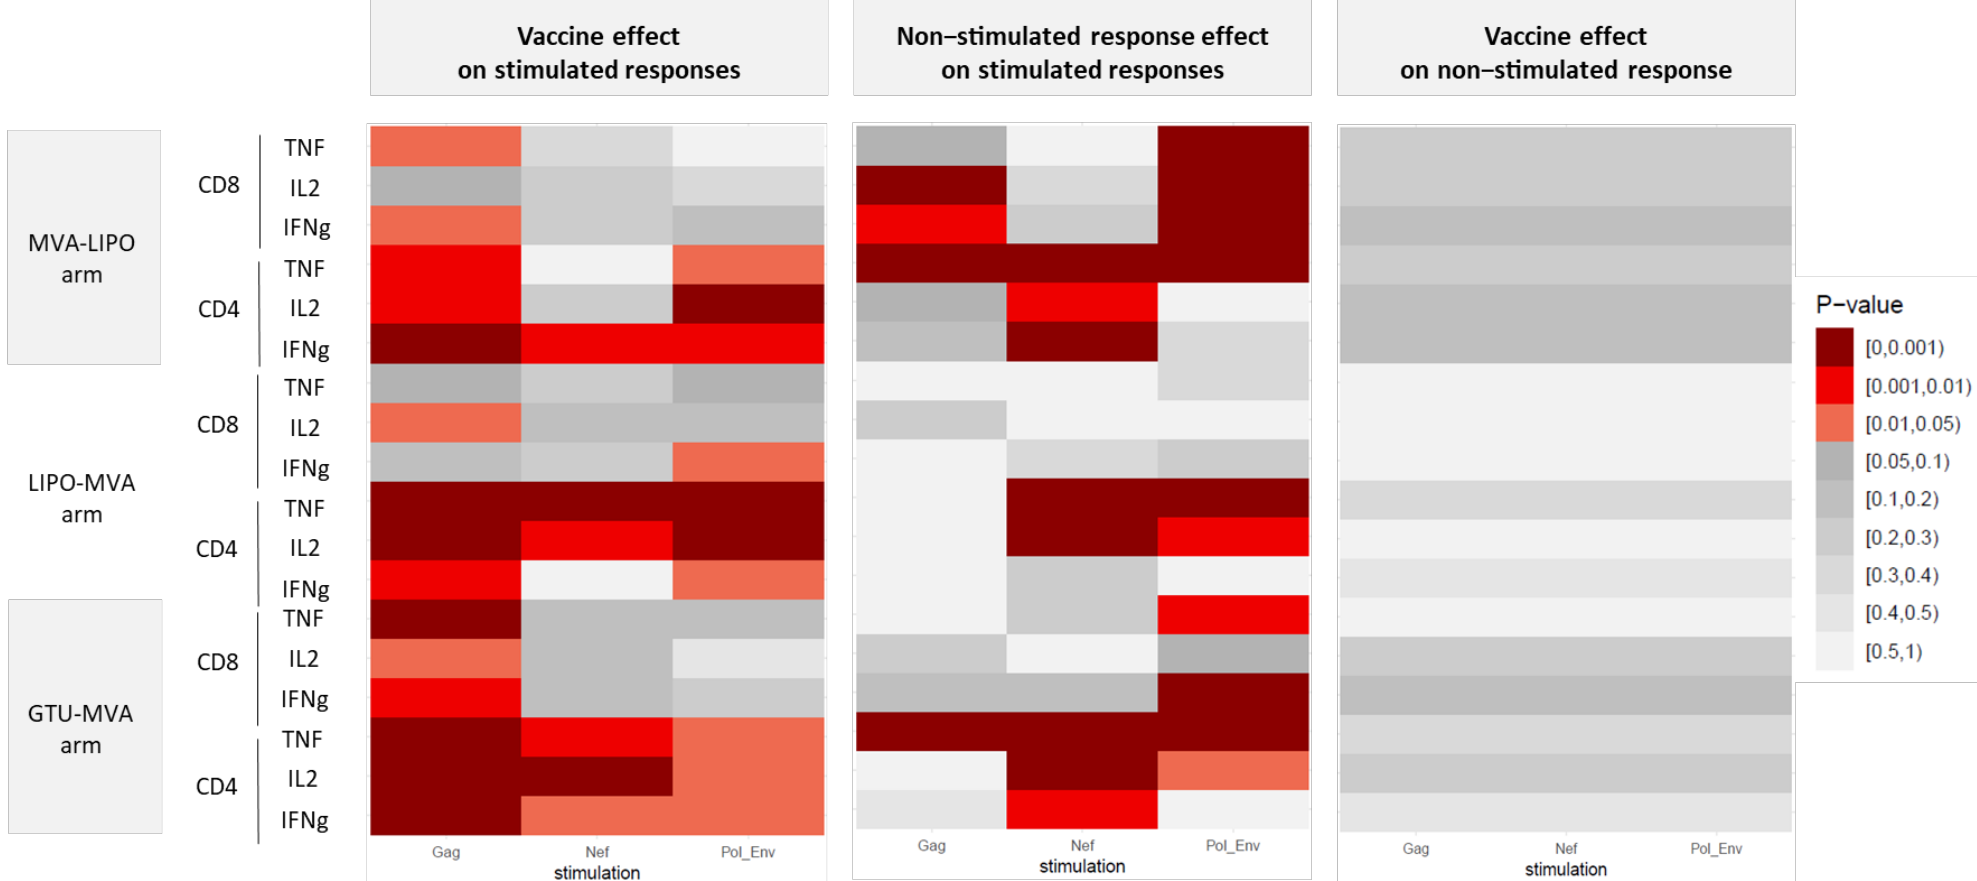 Vaccine effect
on stimulated responses
Non−stimulated response effect
on stimulated responses
Vaccine effect
on non−stimulated response
MVA-LIPO
arm
CD8
TNF
IL2
IFNg
CD4
TNF
IL2
IFNg
LIPO-MVA
arm
CD8
TNF
IL2
IFNg
CD4
TNF
IL2
IFNg
GTU-MVA
arm
CD8
TNF
IL2
IFNg
CD4
TNF
IL2
IFNg
Gag Nef Pol_Env
stimulation
Gag Nef Pol_Env
stimulation
Gag Nef Pol_Env
stimulation
P−value
[0,0.001)
[0.001,0.01)
[0.01,0.05)
[0.05,0.1)
[0.1,0.2)
[0.2,0.3)
[0.3,0.4)
[0.4,0.5)
[0.5,1)